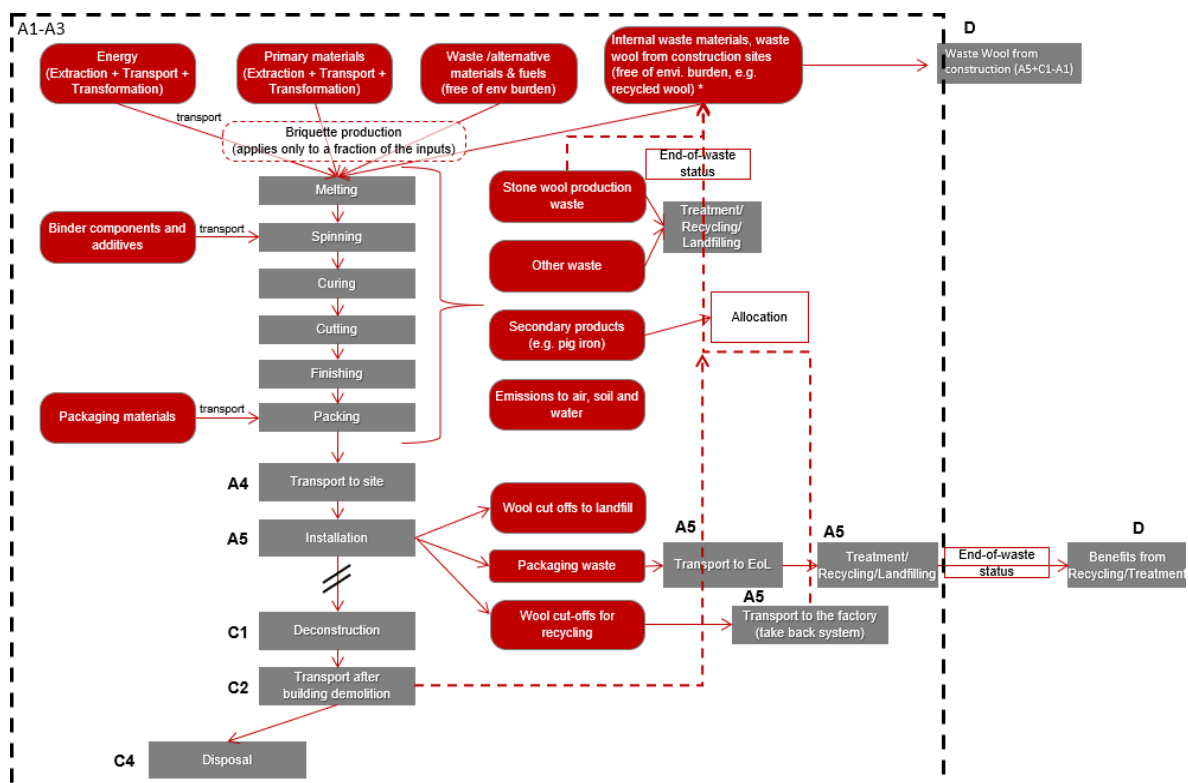 A1-A3
D
Energy
(Extraction + Transport +
Transformation)
Primary materials
(Extraction + Transport +
Transformation)
Waste /alternative
materials & fuels
(free of env burden)
Internal waste materials, waste
wool from construction sites
(free of envi. burden, e.g.
recycled wool) *
Waste Wool from
construction (A5+C1-A1)
transport
Briquette production
(applies only to a fraction of the inputs)
End-of-waste
status
Melting
Stone wool production
waste
Treatment/
Recycling/
Landfilling
Binder components and
additives
transport
Spinning
Other waste
Curing
Cutting
Secondary products
(e.g. pig iron)
Allocation
Finishing
Emissions to air, soil and
water
Packaging materials
transport
Packing
A4
Transport to site
Wool cut offs to landfill
A5
Installation
A5
A5
D
Packaging waste
Transport to EoL
Treatment/
Recycling/Landfilling
End-of-waste
status
Benefits from
Recycling/Treatment
A5
C1
Deconstruction
Wool cut-offs for
recycling
Transport to the factory
(take back system)
C2
Transport after
building demolition
C4
Disposal